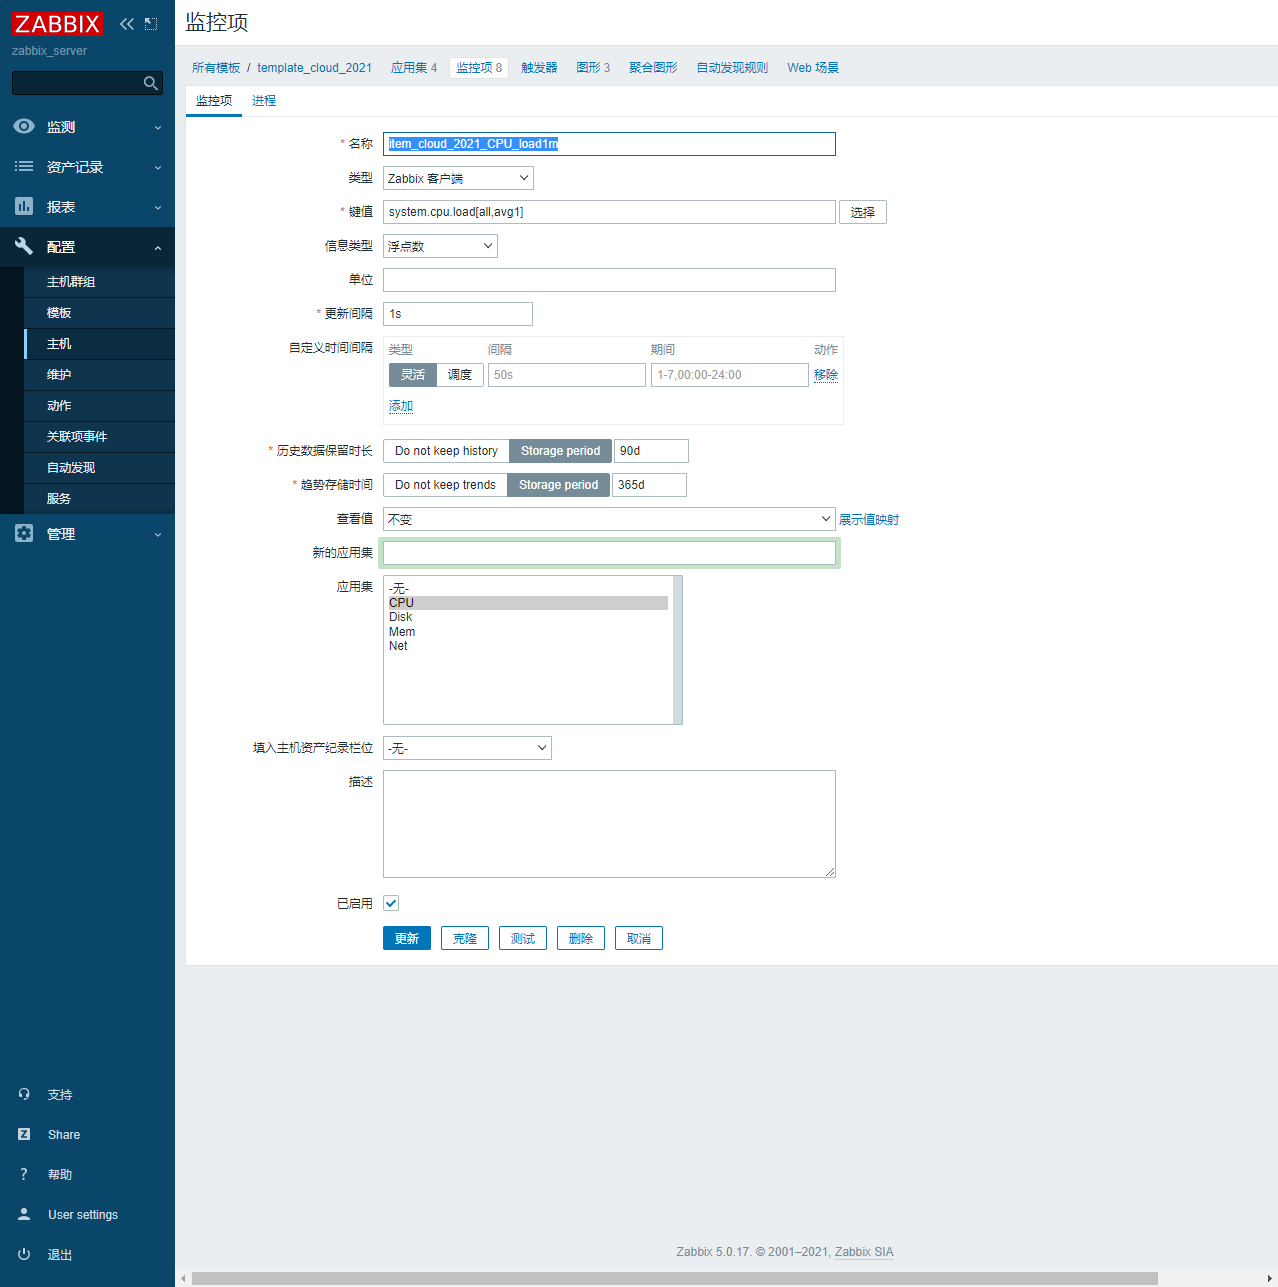 ZABBIX
zabbix_server
监测
资产记录
报表
配置
主机群组
模板
主机
维护
动作
关联项事件
自动发现
服务
管理
支持
Share
帮助
User settings
退出
监控项
所有模板 / template_cloud_2021 应用集 4 监控项 8 触发器 图形 3 聚合图形 自动发现规则 Web 场景
监控项 进程
* 名称 item_cloud_2021_CPU_load1m
类型 Zabbix 客户端
* 键值 system.cpu.load[all,avg1] 选择
信息类型 浮点数
单位
* 更新间隔 1s
自定义时间间隔 类型 间隔 期间 动作
灵活 调度 50s 1-7,00:00-24:00 移除
添加
* 历史数据保留时长 Do not keep history Storage period 90d
* 趋势存储时间 Do not keep trends Storage period 365d
查看值 不变 展示值映射
新的应用集
应用集 -无-
CPU
Disk
Mem
Net
填入主机资产纪录栏位 -无-
描述
已启用
更新 克隆 测试 删除 取消
Zabbix 5.0.17. © 2001–2021, Zabbix SIA